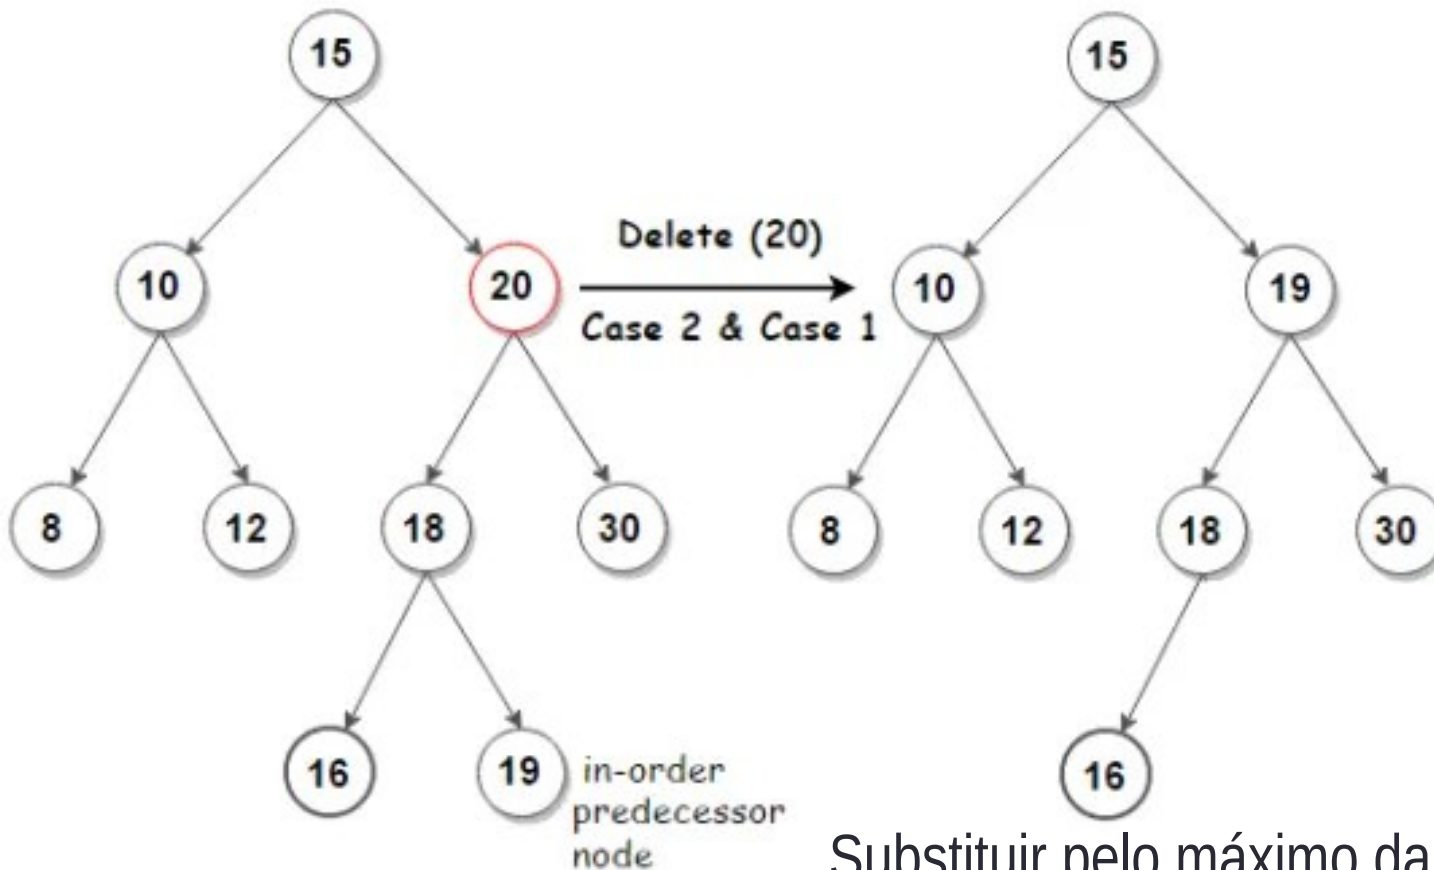 15
15
Delete (20)
10
20
10
19
Case 2 & Case 1
8
12
18
30
8
12
18
30
16
19
in-order
predecessor
node
16
Substituir pelo máximo da